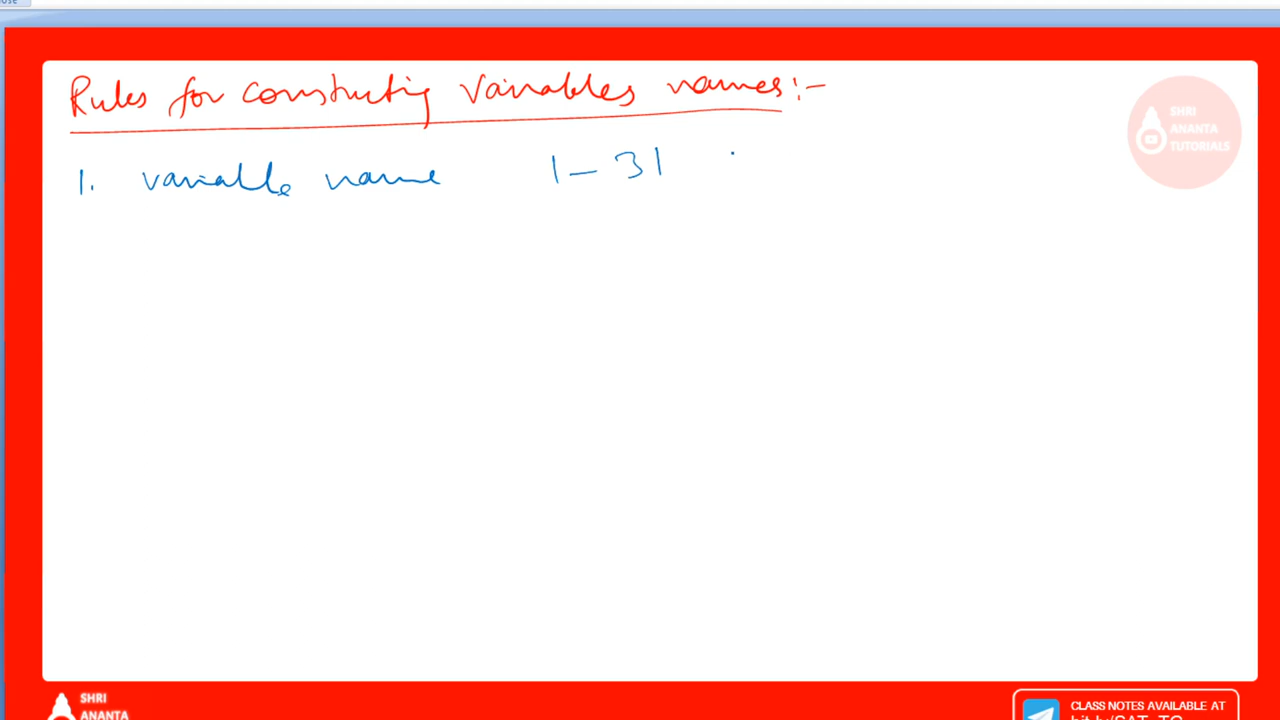 ose
Rules for constructing variables names:-
SHRI
ANANTA
TUTORIALS
1. variable name 1-31
SHRI
ANANTA
CLASS NOTES AVAILABLE AT